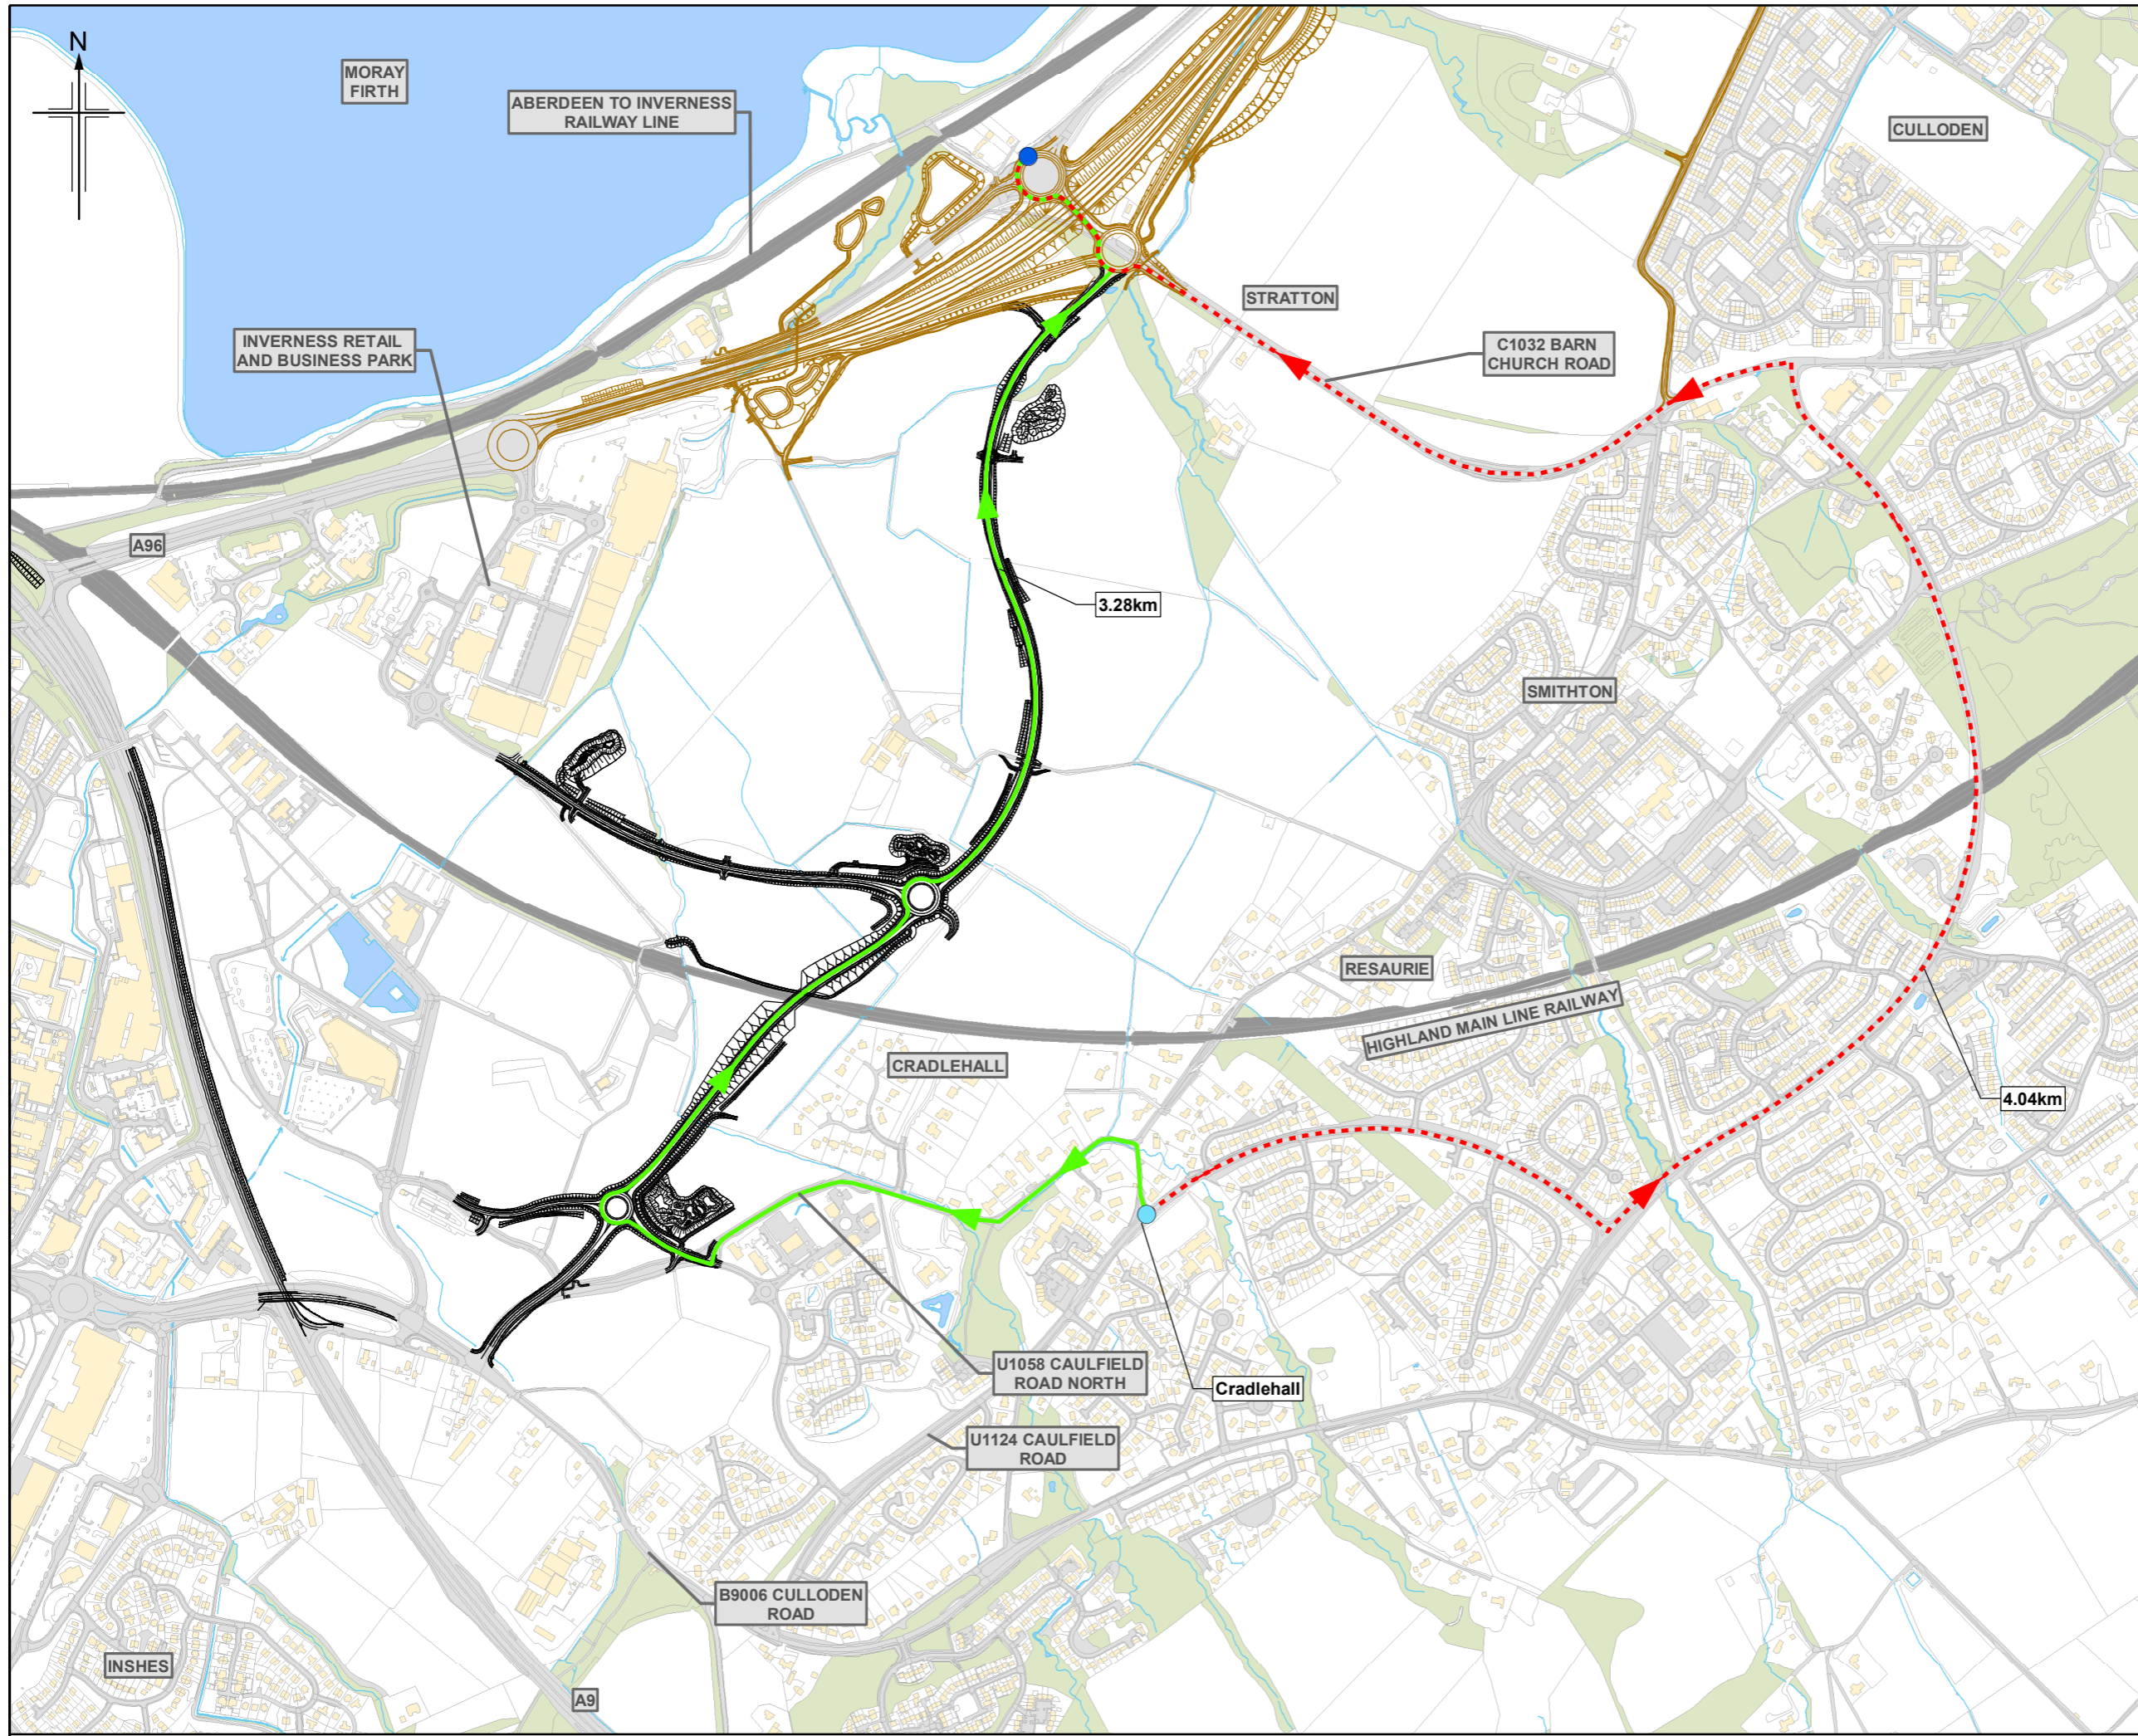 N
MORAY
FIRTH
ABERDEEN TO INVERNESS
RAILWAY LINE
CULLODEN
STRATTON
INVERNESS RETAIL
AND BUSINESS PARK
C1032 BARN
CHURCH ROAD
A96
3.28km
SMITHTON
RESAURIE
HIGHLAND MAIN LINE RAILWAY
CRADLEHALL
4.04km
U1058 CAULFIELD
ROAD NORTH
Cradlehall
U1124 CAULFIELD
ROAD
B9006 CULLODEN
ROAD
INSHES
A9